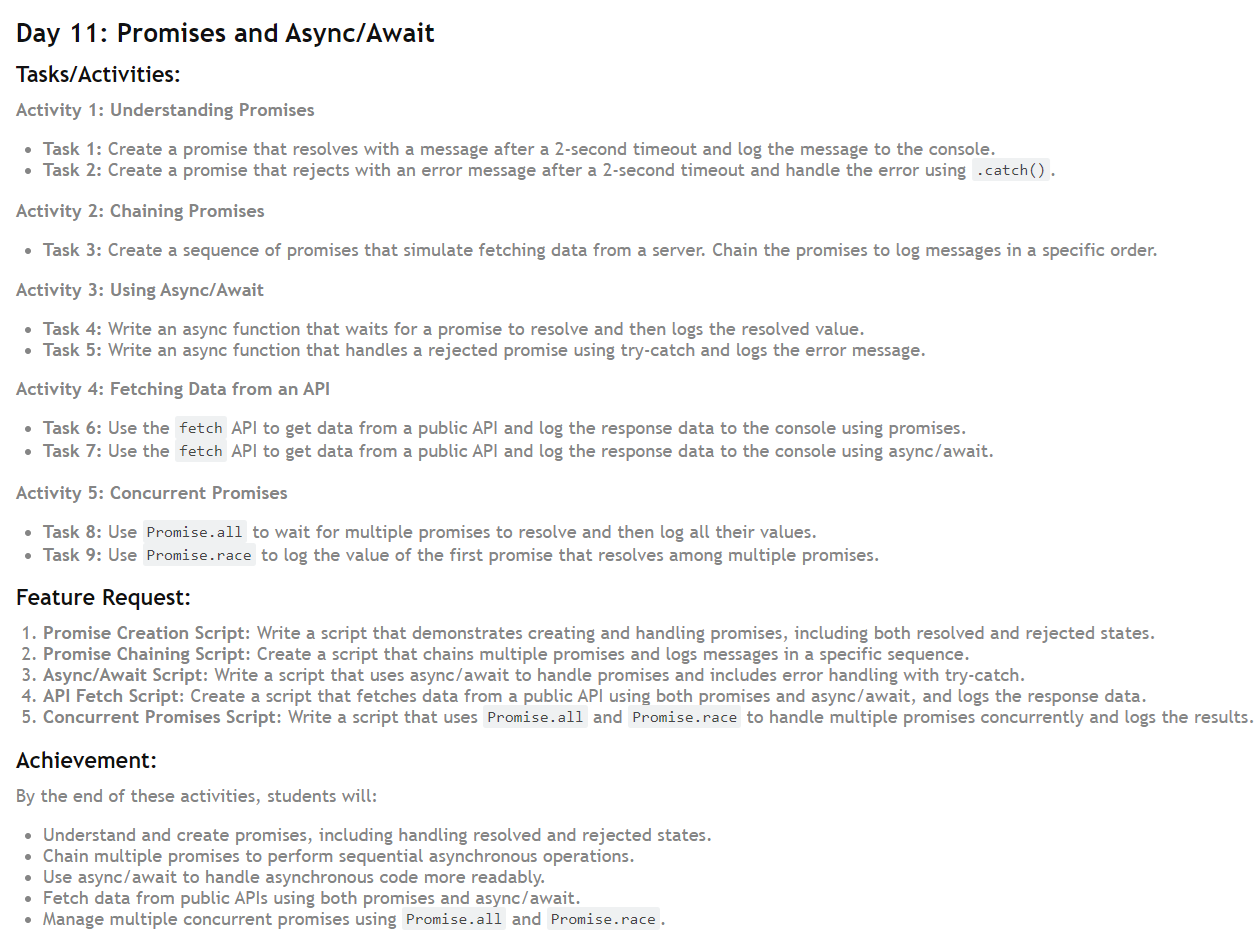 Day 11: Promises and Async/Await
Tasks/Activities:
Activity 1: Understanding Promises
• Task 1: Create a promise that resolves with a message after a 2-second timeout and log the message to the console.
• Task 2: Create a promise that rejects with an error message after a 2-second timeout and handle the error using .catch().
Activity 2: Chaining Promises
• Task 3: Create a sequence of promises that simulate fetching data from a server. Chain the promises to log messages in a specific order.
Activity 3: Using Async/Await
• Task 4: Write an async function that waits for a promise to resolve and then logs the resolved value.
• Task 5: Write an async function that handles a rejected promise using try-catch and logs the error message.
Activity 4: Fetching Data from an API
• Task 6: Use the fetch API to get data from a public API and log the response data to the console using promises.
• Task 7: Use the fetch API to get data from a public API and log the response data to the console using async/await.
Activity 5: Concurrent Promises
• Task 8: Use Promise.all to wait for multiple promises to resolve and then log all their values.
• Task 9: Use Promise.race to log the value of the first promise that resolves among multiple promises.
Feature Request:
1. Promise Creation Script: Write a script that demonstrates creating and handling promises, including both resolved and rejected states.
2. Promise Chaining Script: Create a script that chains multiple promises and logs messages in a specific sequence.
3. Async/Await Script: Write a script that uses async/await to handle promises and includes error handling with try-catch.
4. API Fetch Script: Create a script that fetches data from a public API using both promises and async/await, and logs the response data.
5. Concurrent Promises Script: Write a script that uses Promise.all and Promise.race to handle multiple promises concurrently and logs the results.
Achievement:
By the end of these activities, students will:
• Understand and create promises, including handling resolved and rejected states.
• Chain multiple promises to perform sequential asynchronous operations.
• Use async/await to handle asynchronous code more readably.
• Fetch data from public APIs using both promises and async/await.
• Manage multiple concurrent promises using Promise.all and Promise.race.